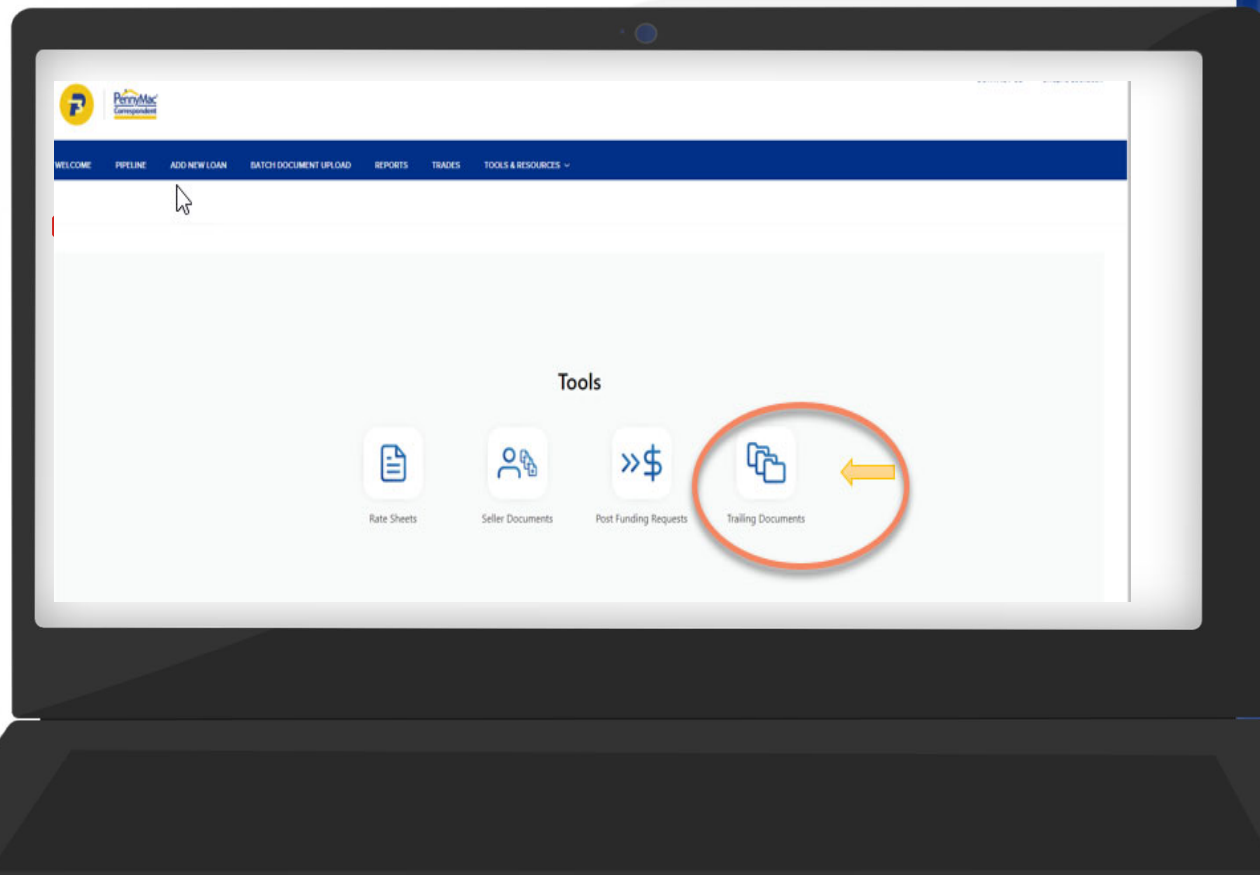 PennyMac
Correspondent
WELCOME PIPELINE ADD NEW LOAN BATCH DOCUMENT UPLOAD REPORTS TRADES TOOLS & RESOURCES
Tools
Rate Sheets Seller Documents Post Funding Requests Trailing Documents